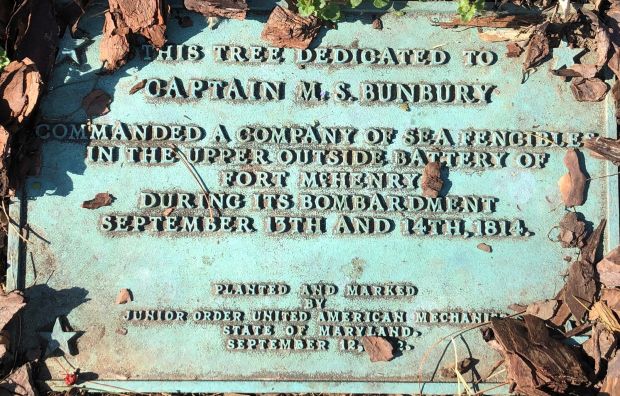 THIS TREE DEDICATED TO
CAPTAIN M. S. BUNBURY
COMMANDED A COMPANY OF SEA FENCIBLES
IN THE UPPER OUTSIDE BATTERY OF
FORT MCHENRY
DURING ITS BOMBARDMENT
SEPTEMBER 13TH AND 14TH, 1814.
PLANTED AND MARKED
BY
JUNIOR ORDER UNITED AMERICAN MECHANICS
STATE OF MARYLAND.
SEPTEMBER 12,